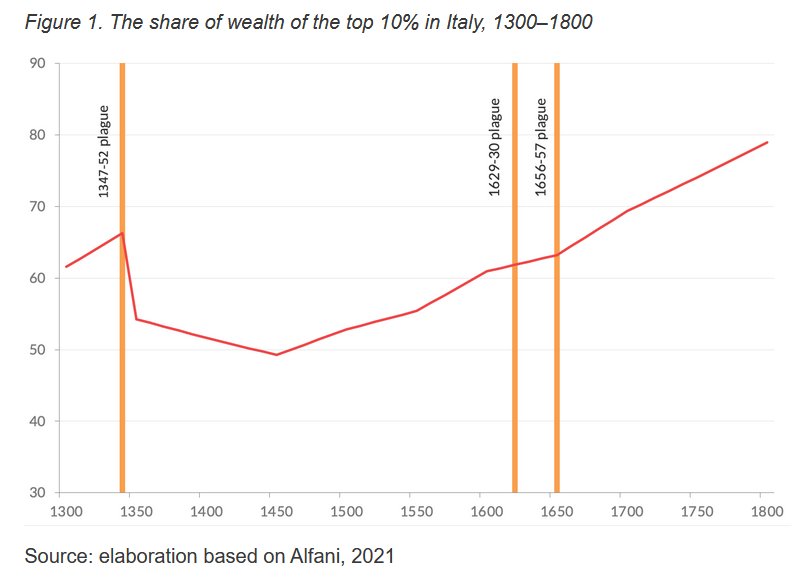 Figure 1. The share of wealth of the top 10% in Italy, 1300–1800
90
80
70
60
50
40
30
1347-52 plague
1629-30 plague
1656-57 plague
1300 1350 1400 1450 1500 1550 1600 1650 1700 1750 1800
Source: elaboration based on Alfani, 2021